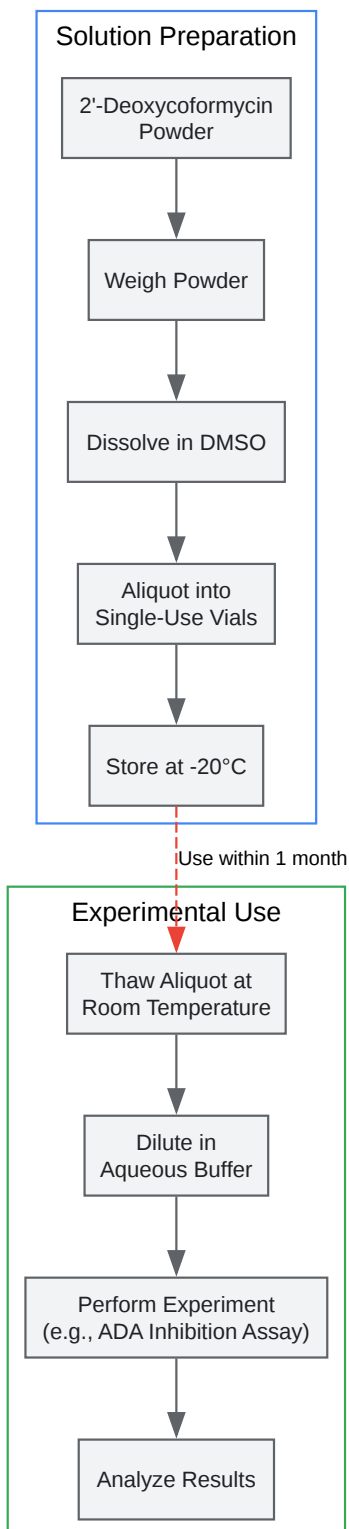 Solution Preparation
2'-Deoxycoformycin
Powder
Weigh Powder
Dissolve in DMSO
Aliquot into
Single-Use Vials
Store at -20°C
Use within 1 month
Experimental Use
Thaw Aliquot at
Room Temperature
Dilute in
Aqueous Buffer
Perform Experiment
(e.g., ADA Inhibition Assay)
Analyze Results